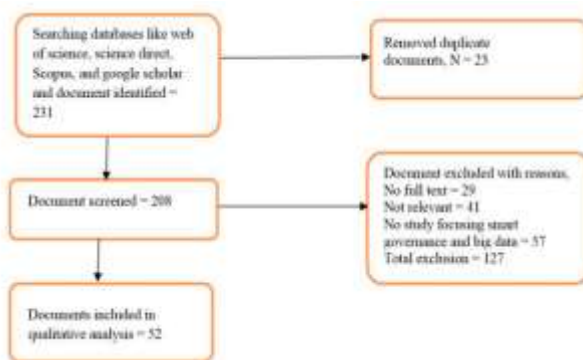 Searching databases like web
of science, science direct,
Scopus, and google scholar
and document identified =
231
Removed duplicate
documents, N = 23
Document screened = 208
Document excluded with reasons,
No full text = 29
Not relevant = 41
No study focusing smart
governance and big data = 57
Total exclusion = 127
Documents included in
qualitative analysis = 52